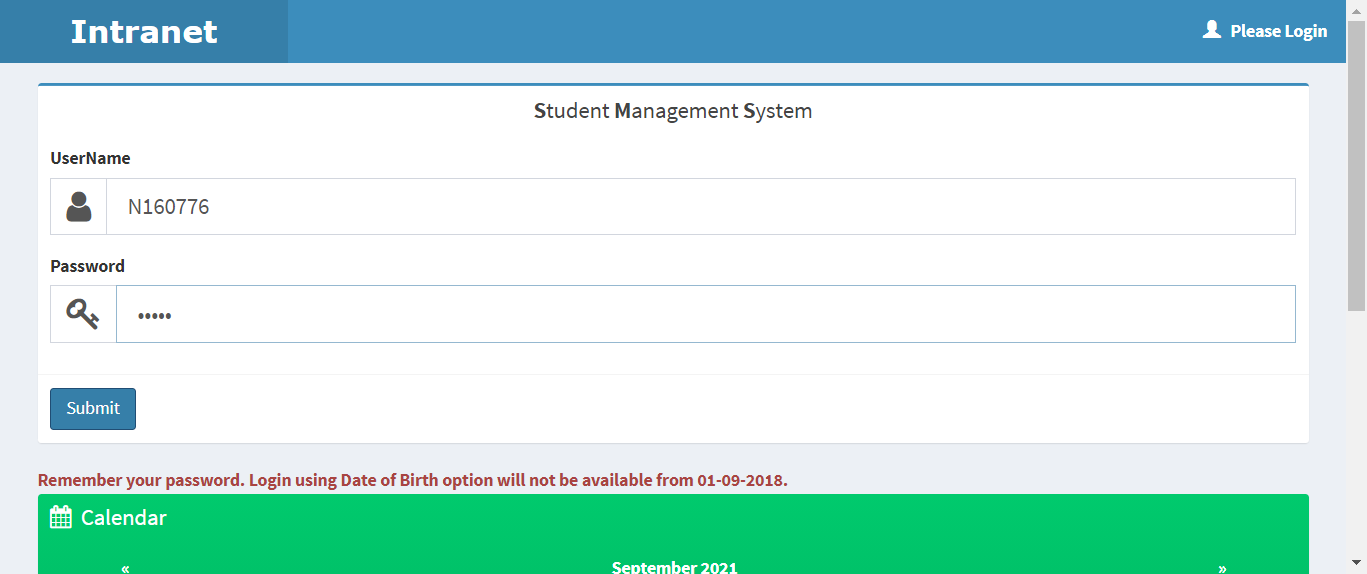 Intranet
Please Login
Student Management System
UserName
N160776
Password
•••••
Submit
Remember your password. Login using Date of Birth option will not be available from 01-09-2018.
Calendar
« September 2021 »